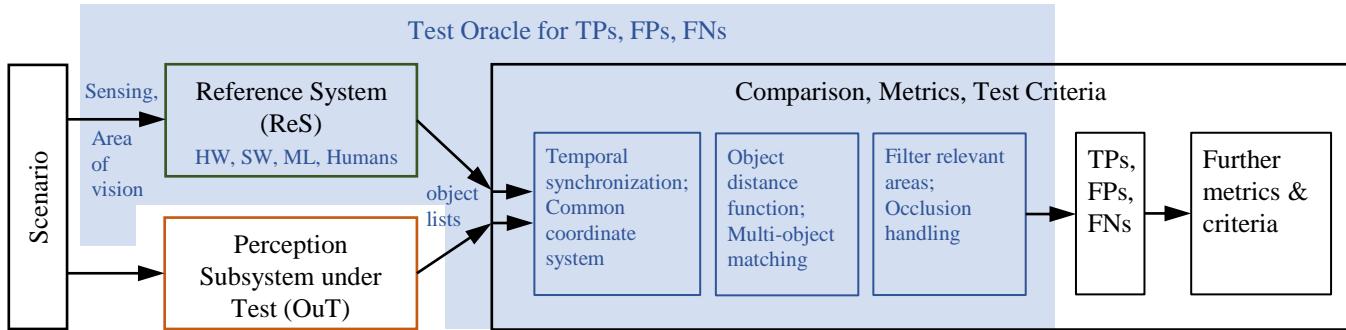 Test Oracle for TPs, FPs, FNs
Scenario
Sensing,
Area of
vision
Reference System
(ReS)
HW, SW, ML, Humans
Perception
Subsystem under
Test (OuT)
object
lists
Comparison, Metrics, Test Criteria
Temporal
synchronization;
Common
coordinate
system
Object
distance
function;
Multi-object
matching
Filter relevant
areas;
Occlusion
handling
TPs,
FPs,
FNs
Further
metrics &
criteria